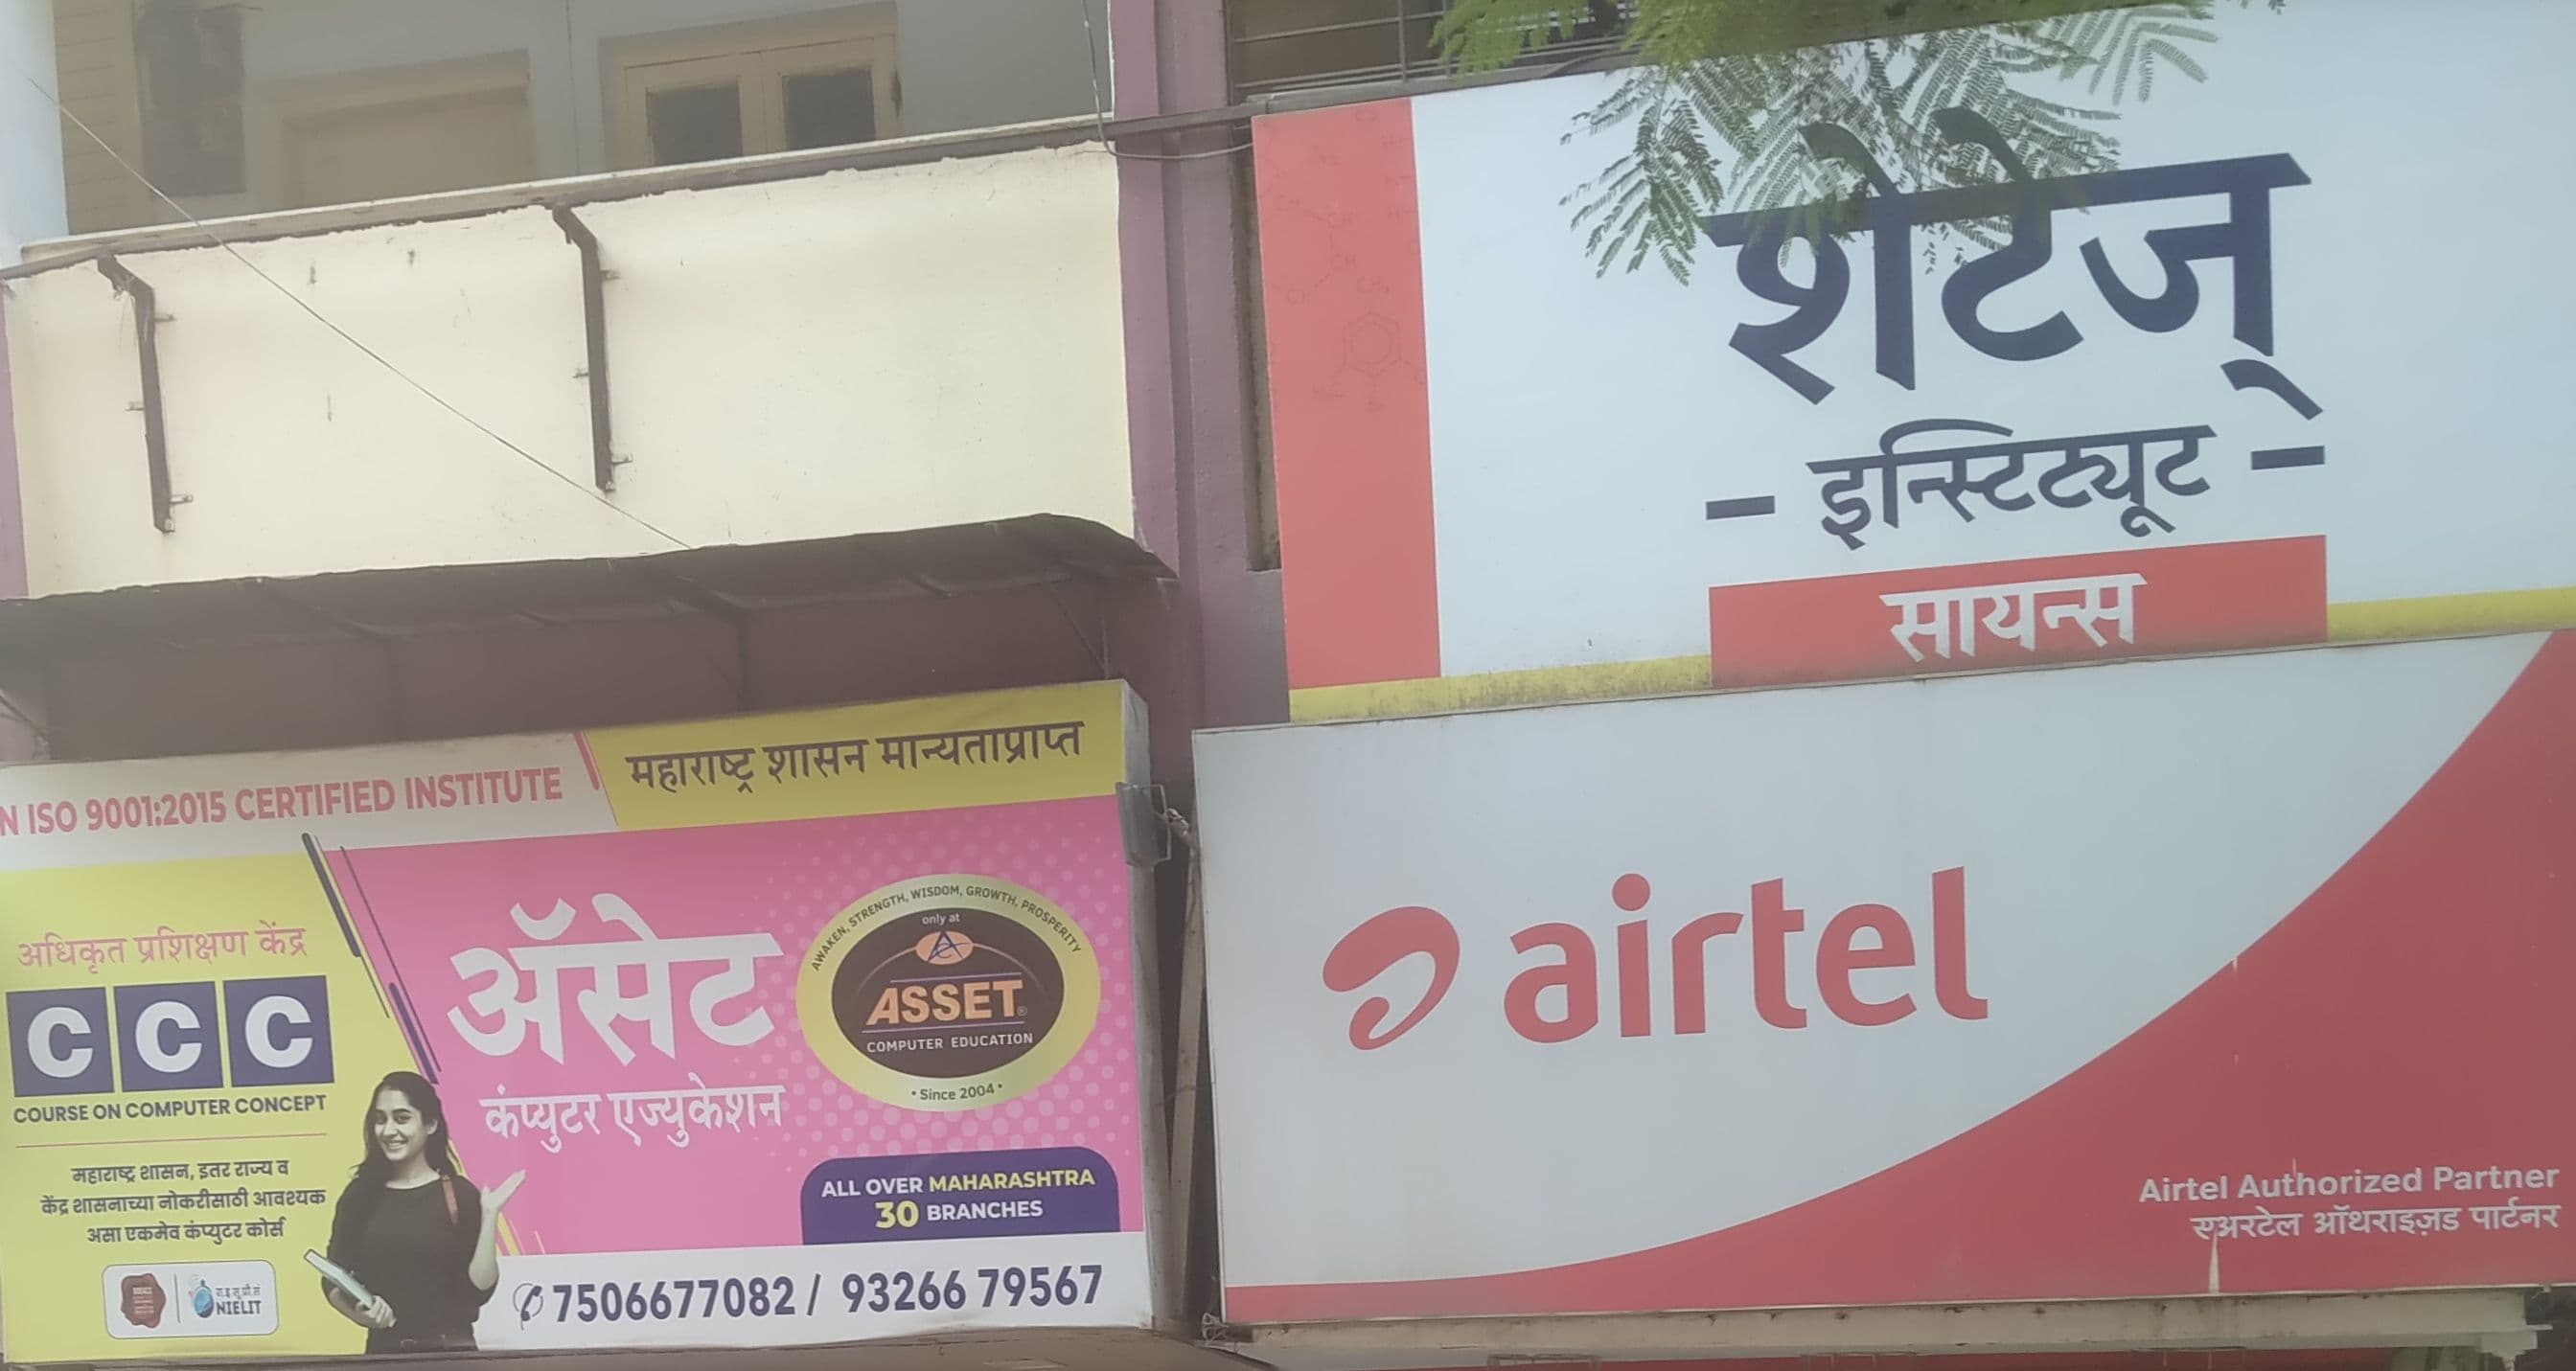 शेटेज्
- इन्स्टिट्यूट -
सायन्स
N ISO 9001:2015 CERTIFIED INSTITUTE
महाराष्ट्र शासन मान्यताप्राप्त
अधिकृत प्रशिक्षण केंद्र
CCC
COURSE ON COMPUTER CONCEPT
महाराष्ट्र शासन, इतर राज्य व
केंद्र शासनाच्या नोकरीसाठी आवश्यक
असा एकमेव कंप्युटर कोर्स
NIELIT
ॲसेट
कंप्युटर एज्युकेशन
AWAKEN, STRENGTH, WISDOM, GROWTH, PROSPERITY
only at
ASSET®
COMPUTER EDUCATION
• Since 2004 •
ALL OVER MAHARASHTRA
30 BRANCHES
7506677082 / 93266 79567
airtel
Airtel Authorized Partner
एअरटेल ऑथराइज़ड पार्टनर